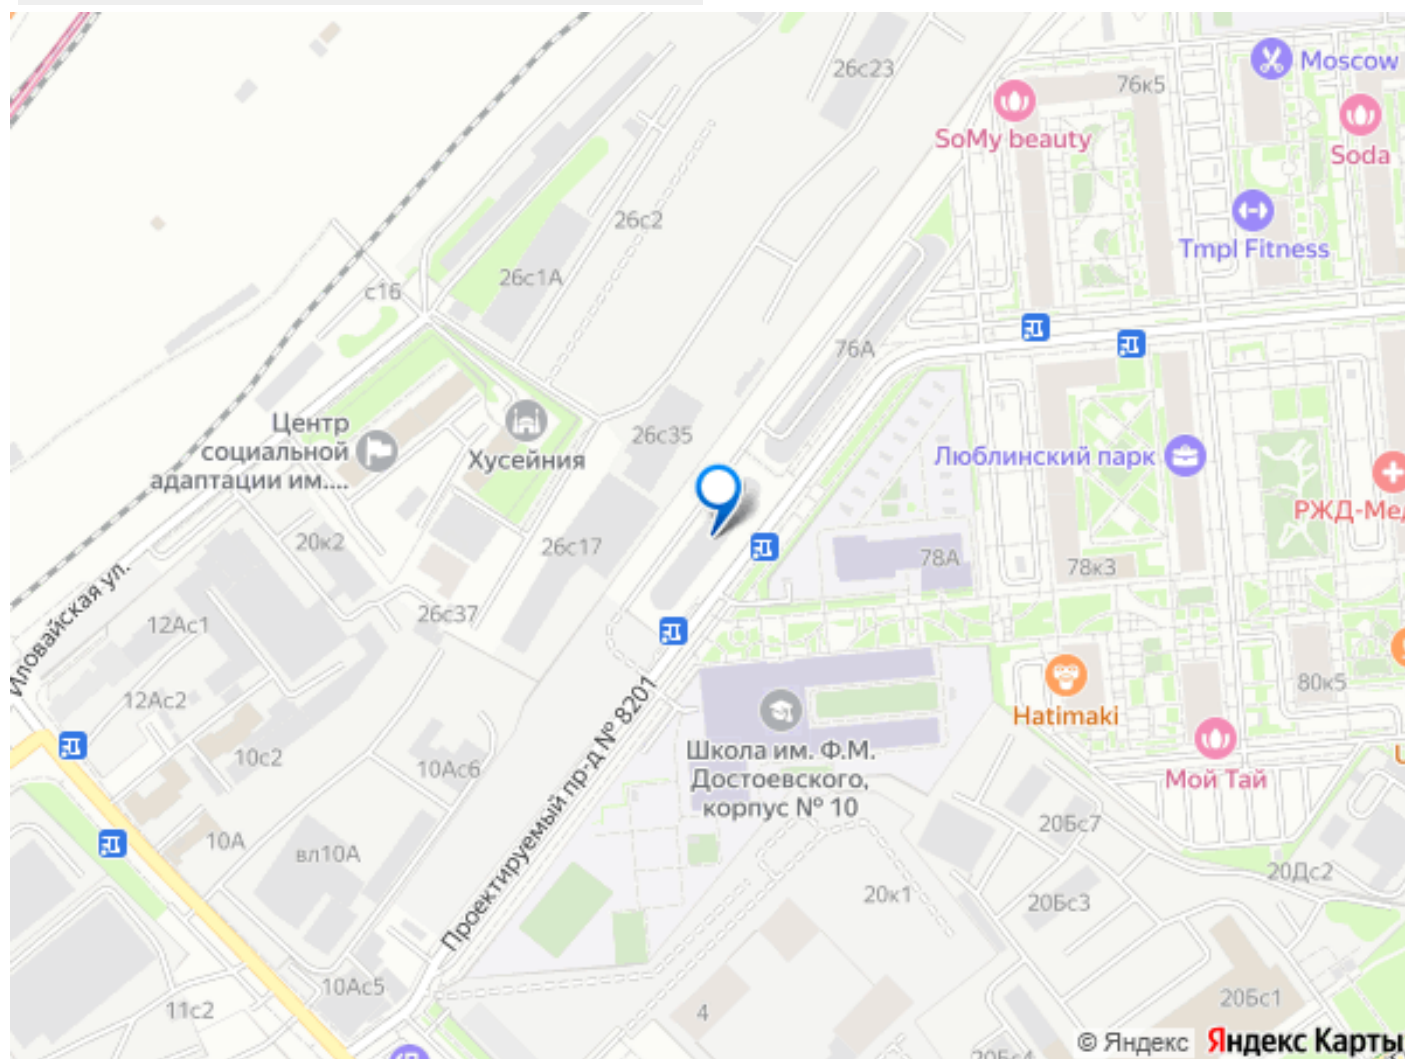 26с23
Moscow
76к5
SoMy beauty
Soda
26с2
Tmpl Fitness
26с1А
с16
76А
Центр
социальной
адаптации им....
Хусейния
26с35
Люблинский парк
РЖД-Мед
20к2
26с17
78А
78к3
Иловайская ул.
12Ас1
26с37
12Ас2
80к5
Hatimaki
Проектируемый пр-д № 8201
10с2
10Ас6
Школа им. Ф.М.
Достоевского,
корпус № 10
Мой Тай
U
10А
вл10А
20Бс7
20Дс2
20к1
20Бс3
10Ас5
11с2
4
20Бс1
20Бс4
© Яндекс Яндекс Карты